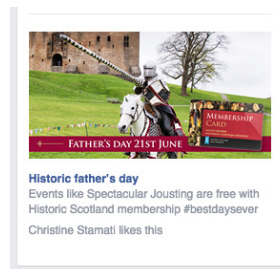 MEMBERSHIP
CARD
FATHER'S DAY 21ST JUNE
Historic father's day
Events like Spectacular Jousting are free with
Historic Scotland membership #bestdaysever
Christine Stamati likes this